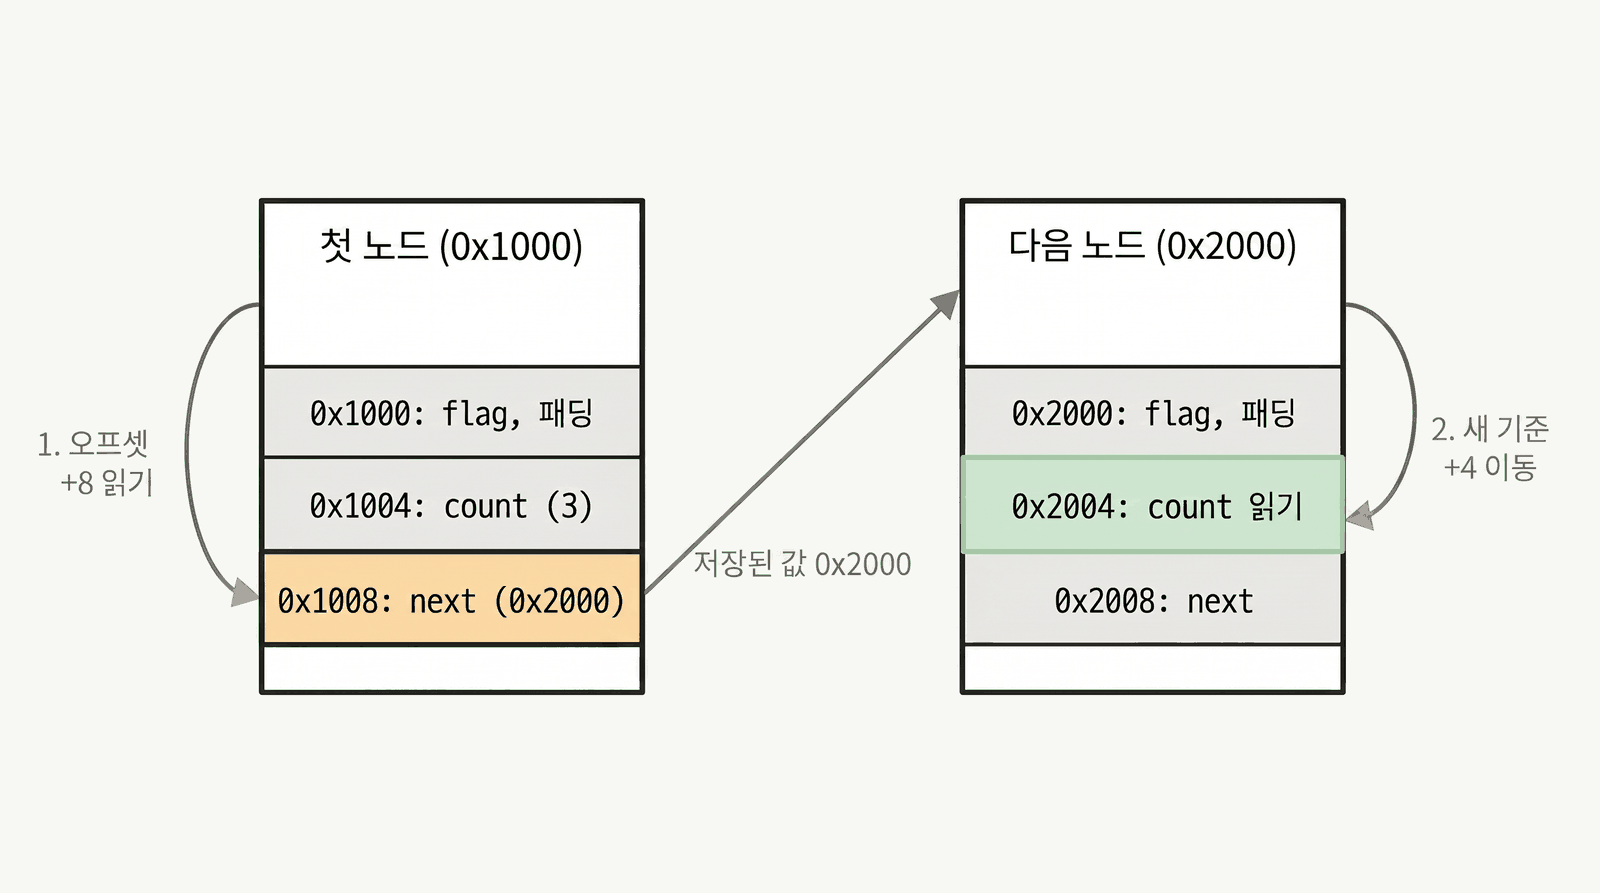 첫 노드 (0x1000)
0x1000: flag, 패딩
0x1004: count (3)
0x1008: next (0x2000)
1. 오프셋
+8 읽기
저장된 값 0x2000
다음 노드 (0x2000)
0x2000: flag, 패딩
0x2004: count 읽기
0x2008: next
2. 새 기준
+4 이동